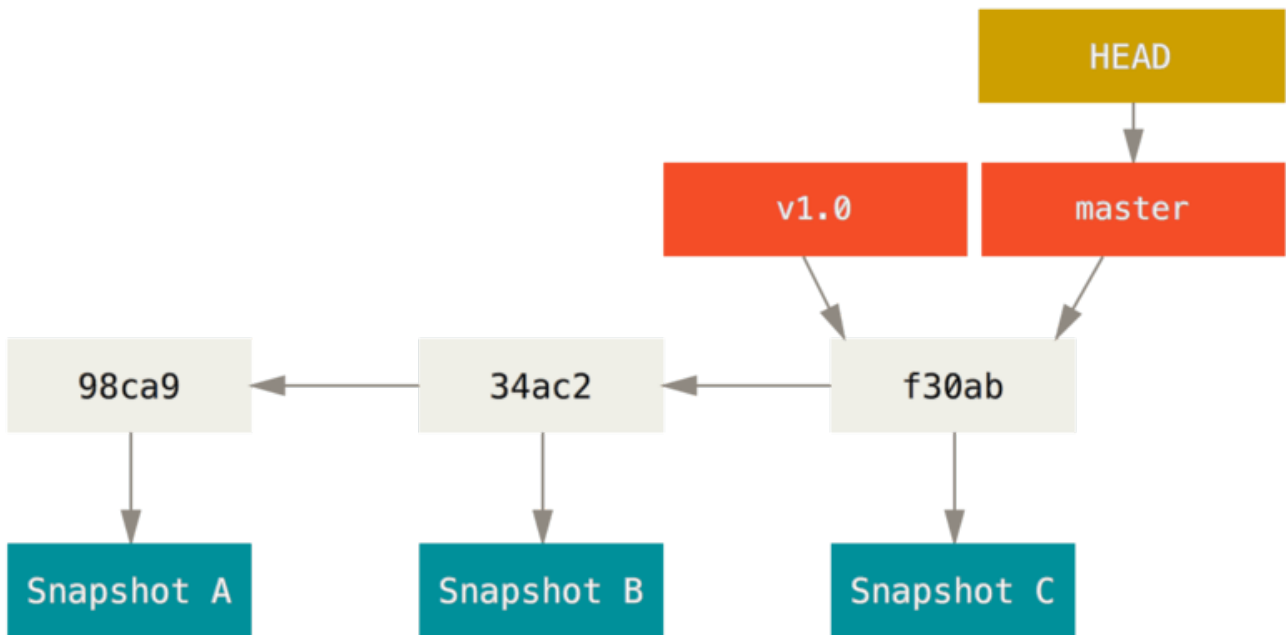 HEAD
v1.0
master
98ca9
34ac2
f30ab
Snapshot A
Snapshot B
Snapshot C